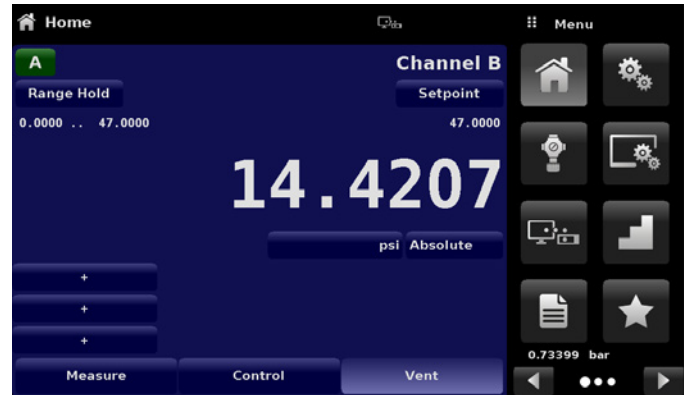 Home
Menu
A
Channel B
Range Hold
Setpoint
0.0000 .. 47.0000
47.0000
14.4207
psi Absolute
+
+
+
Measure Control Vent
0.73399 bar